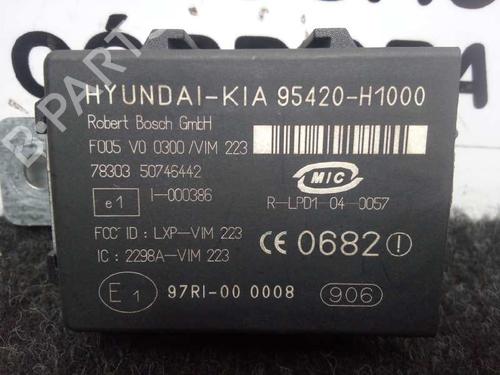 CÓRDOBA
B-PARTS
HYUNDAI-KIA 95420-H1000
Robert Bosch GmbH
F005 V0 0300/VIM 223
78303 50746442
MIC
e1 I-000386
R-LPD1-04-0057
FCC ID : LXP-VIM 223
IC : 2298A-VIM 223
CE 0682 !
E1 97RI-00 0008 906